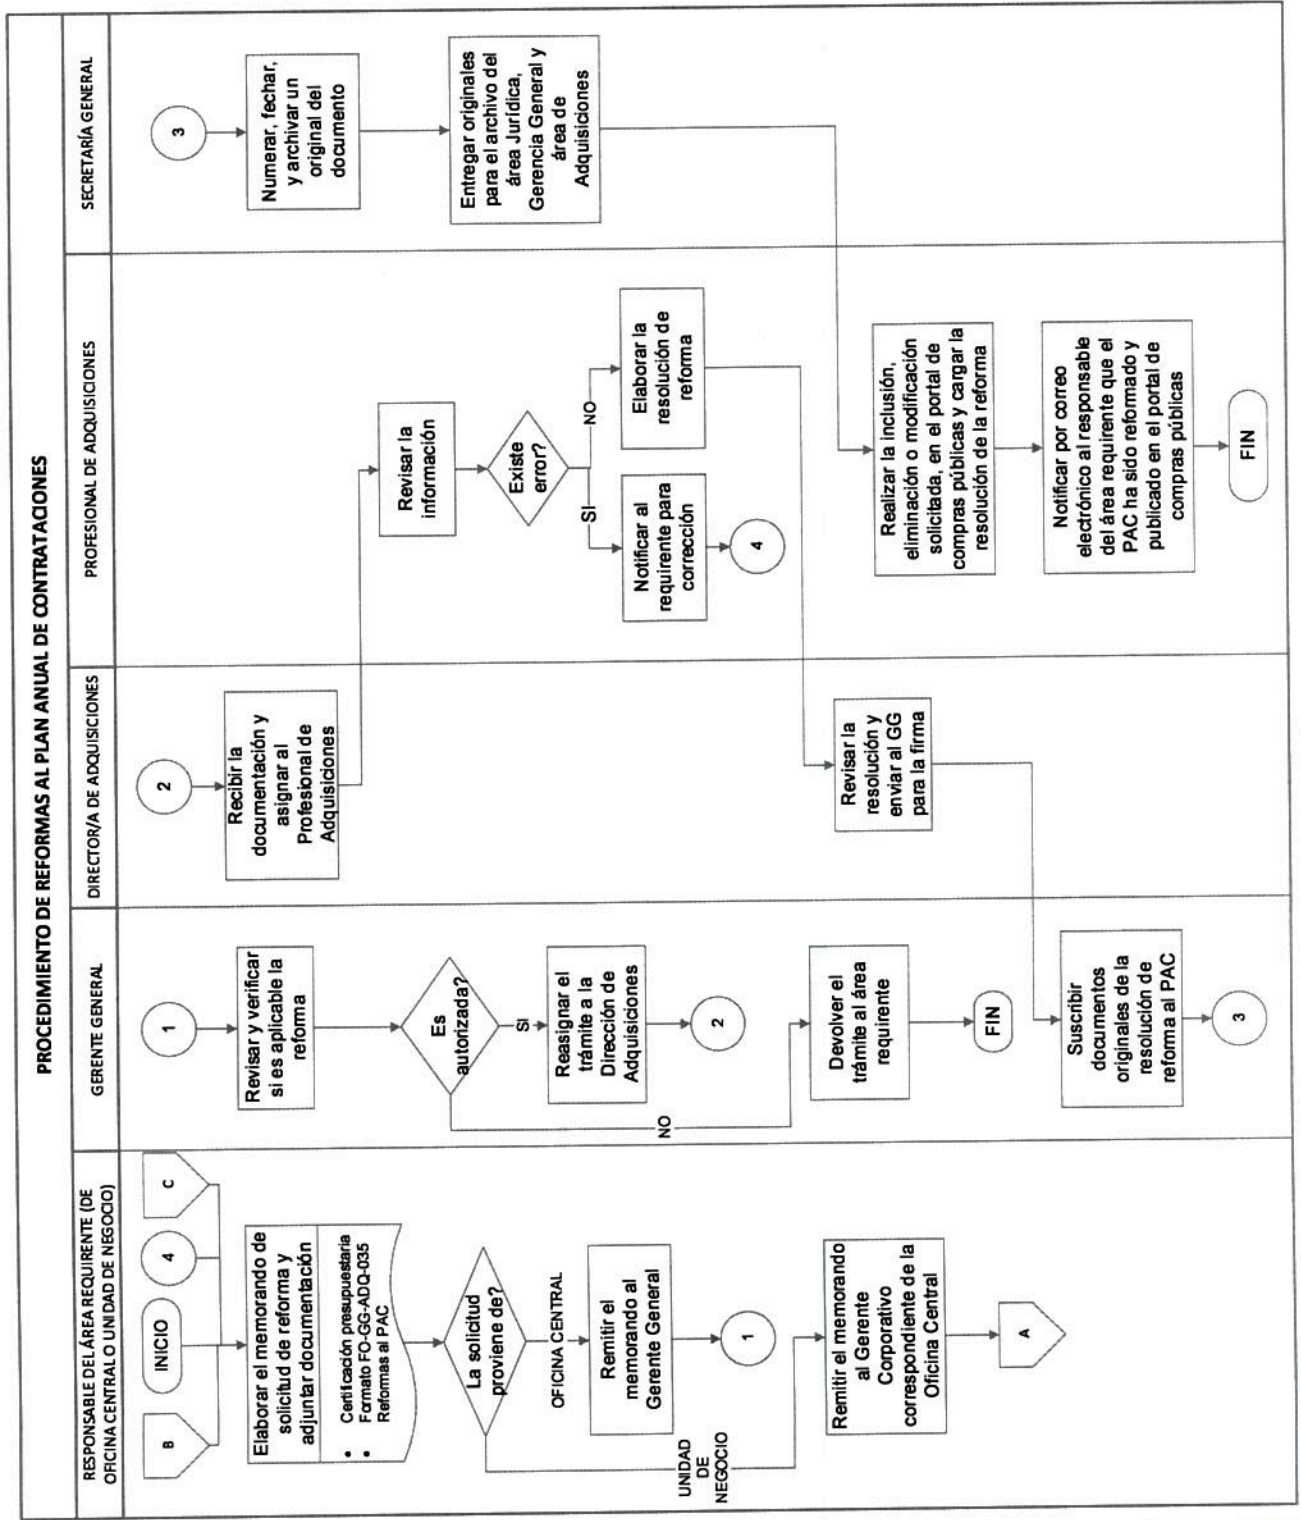 PROCEDIMIENTO DE REFORMAS AL PLAN ANUAL DE CONTRATACIONES
RESPONSABLE DEL ÁREA REQUIRENTE (DE
OFICINA CENTRAL O UNIDAD DE NEGOCIO)
B
INICIO
4
C
Elaborar el memorando de
solicitud de reforma y
adjuntar documentación
• Certificación presupuestaria
• Formato FO-GG-ADQ-035
Reformas al PAC
La solicitud
proviene de?
OFICINA CENTRAL
UNIDAD
DE
NEGOCIO
Remitir el
memorando al
Gerente General
1
Remitir el memorando
al Gerente
Corporativo
correspondiente de la
Oficina Central
A
GERENTE GENERAL
1
Revisar y verificar
si es aplicable la
reforma
Es
autorizada?
SI
NO
Reasignar el
trámite a la
Dirección de
Adquisiciones
2
Devolver el
trámite al área
requirente
FIN
Suscribir
documentos
originales de la
resolución de
reforma al PAC
3
DIRECTOR/A DE ADQUISICIONES
2
Recibir la
documentación y
asignar al
Profesional de
Adquisiciones
Revisar la
resolución y
enviar al GG
para la firma
PROFESIONAL DE ADQUISICIONES
Revisar la
información
Existe
error?
SI
NO
Notificar al
requirente para
corrección
4
Elaborar la
resolución de
reforma
Realizar la inclusión,
eliminación o modificación
solicitada, en el portal de
compras públicas y cargar la
resolución de la reforma
Notificar por correo
electrónico al responsable
del área requirente que el
PAC ha sido reformado y
publicado en el portal de
compras públicas
FIN
SECRETARÍA GENERAL
3
Numerar, fechar,
y archivar un
original del
documento
Entregar originales
para el archivo del
área Jurídica,
Gerencia General y
área de
Adquisiciones